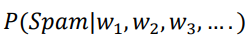 P(Spam|w₁, w₂, w₃, ….)